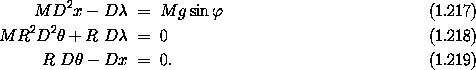 MD²x − Dλ = Mg sin φ (1.217)
MR²D²θ + R Dλ = 0 (1.218)
R Dθ − Dx = 0. (1.219)